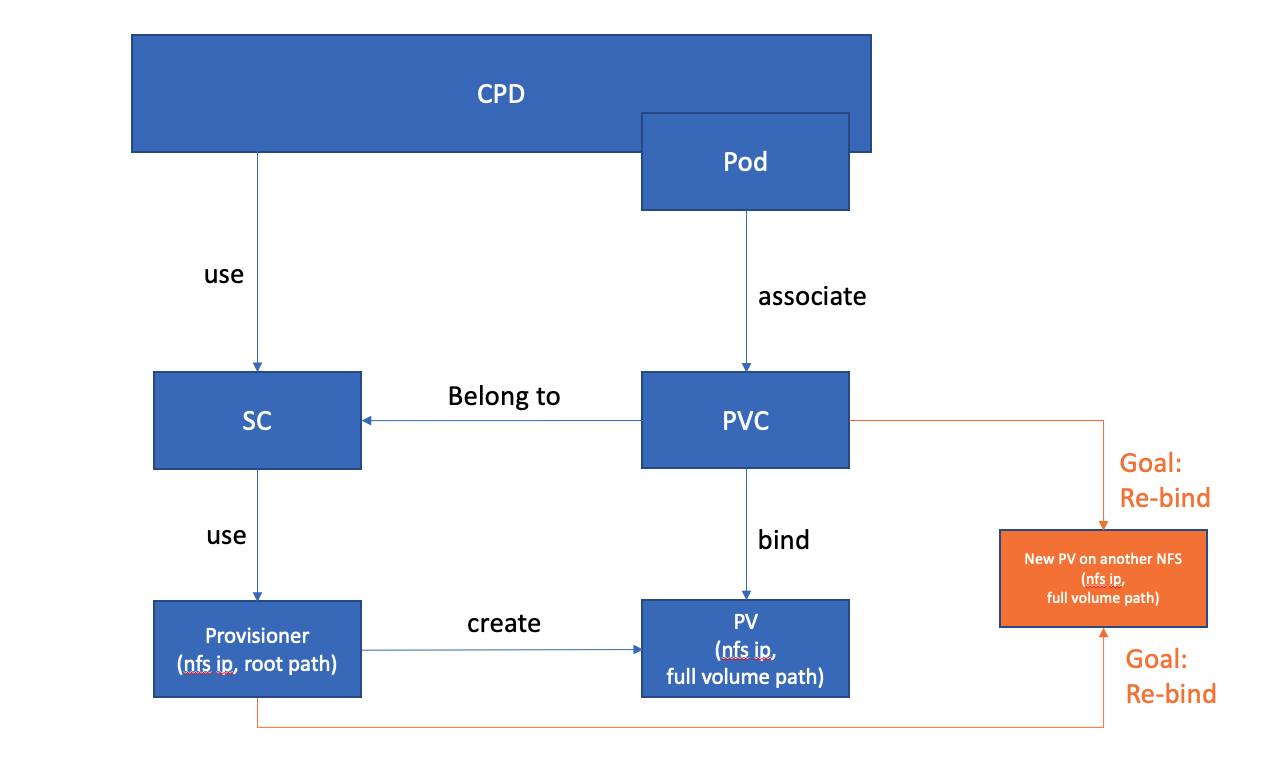 CPD
Pod
use
associate
SC
Belong to
PVC
Goal:
Re-bind
use
bind
New PV on another NFS
(nfs ip,
full volume path)
Provisioner
(nfs ip, root path)
create
PV
(nfs ip,
full volume path)
Goal:
Re-bind